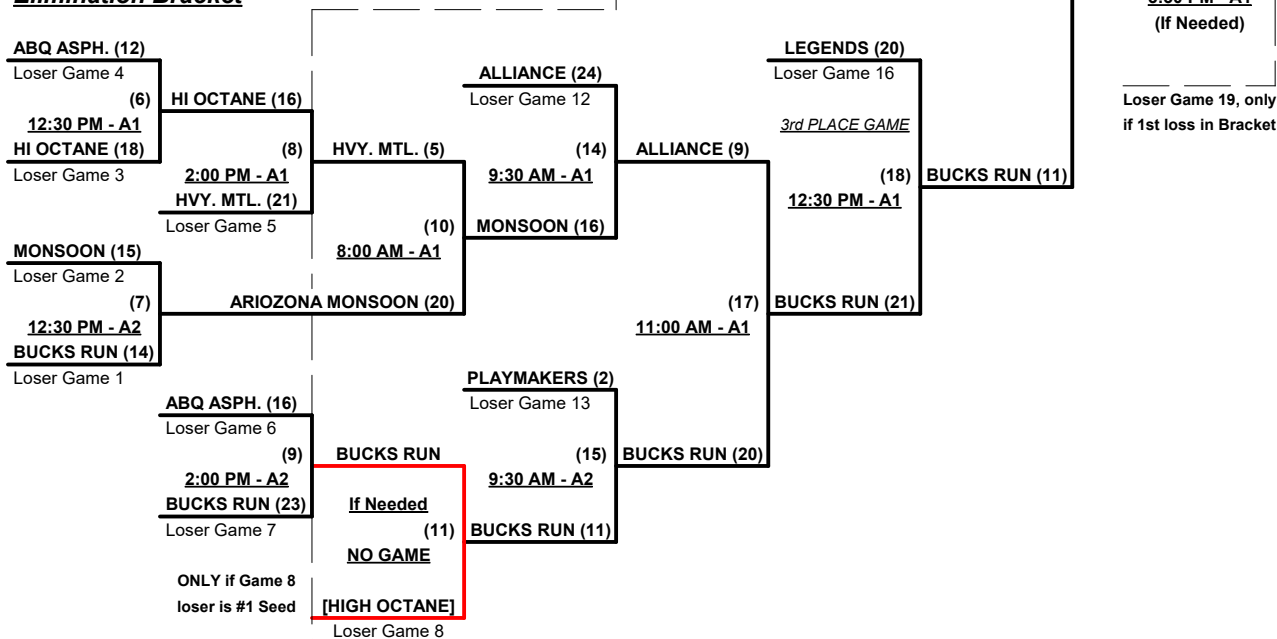 Elimination Bracket
(If Needed)
Loser Game 19, only
if 1st loss in Bracket
ABQ ASPH. (12)
Loser Game 4
(6)
12:30 PM - A1
HI OCTANE (18)
Loser Game 3
HI OCTANE (16)
(8)
2:00 PM - A1
HVY. MTL. (21)
Loser Game 5
HVY. MTL. (5)
(10)
8:00 AM - A1
MONSOON (15)
Loser Game 2
(7)
12:30 PM - A2
BUCKS RUN (14)
Loser Game 1
ARIOZONA MONSOON (20)
ALLIANCE (24)
Loser Game 12
(14)
9:30 AM - A1
MONSOON (16)
ALLIANCE (9)
(17)
11:00 AM - A1
LEGENDS (20)
Loser Game 16
3rd PLACE GAME
(18)
12:30 PM - A1
BUCKS RUN (11)
BUCKS RUN (21)
ABQ ASPH. (16)
Loser Game 6
(9)
2:00 PM - A2
BUCKS RUN (23)
Loser Game 7
BUCKS RUN
If Needed
(11)
NO GAME
ONLY if Game 8
loser is #1 Seed
[HIGH OCTANE]
Loser Game 8
PLAYMAKERS (2)
Loser Game 13
(15)
9:30 AM - A2
BUCKS RUN (11)
BUCKS RUN (20)